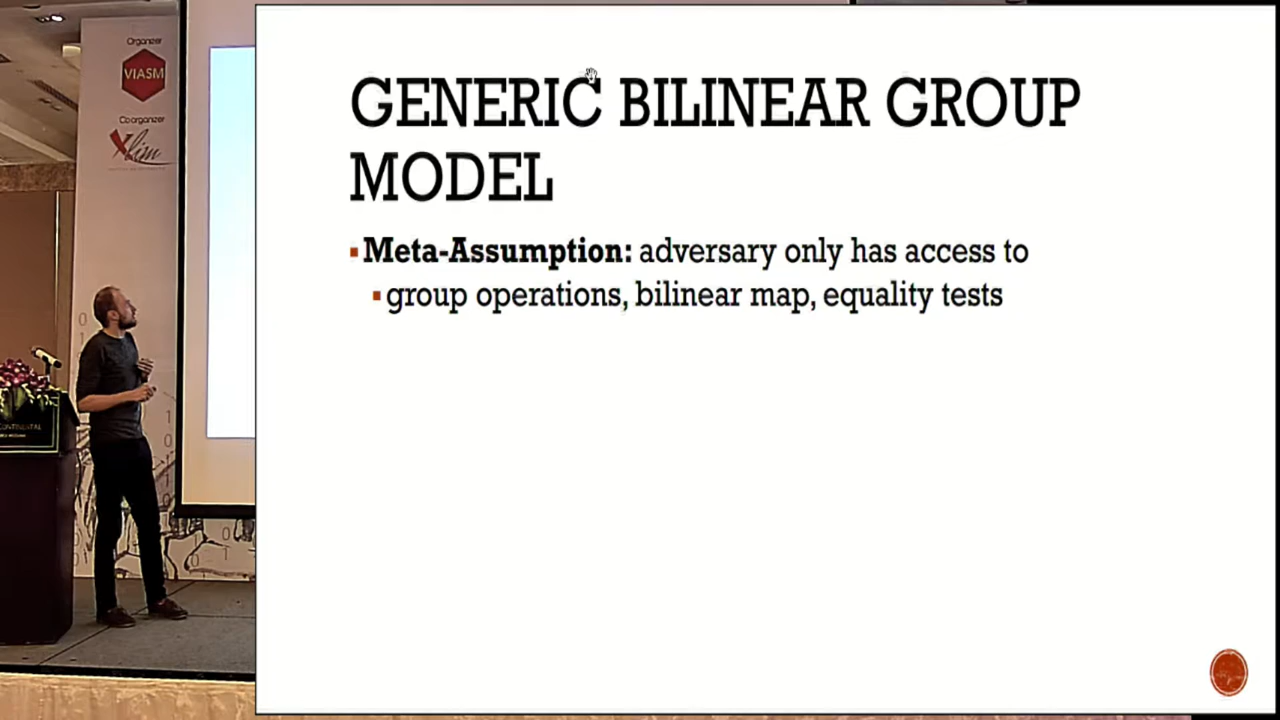 Organizer
VIASM
Co-organizer
Xlim
GENERIC BILINEAR GROUP
MODEL
Meta-Assumption: adversary only has access to
group operations, bilinear map, equality tests